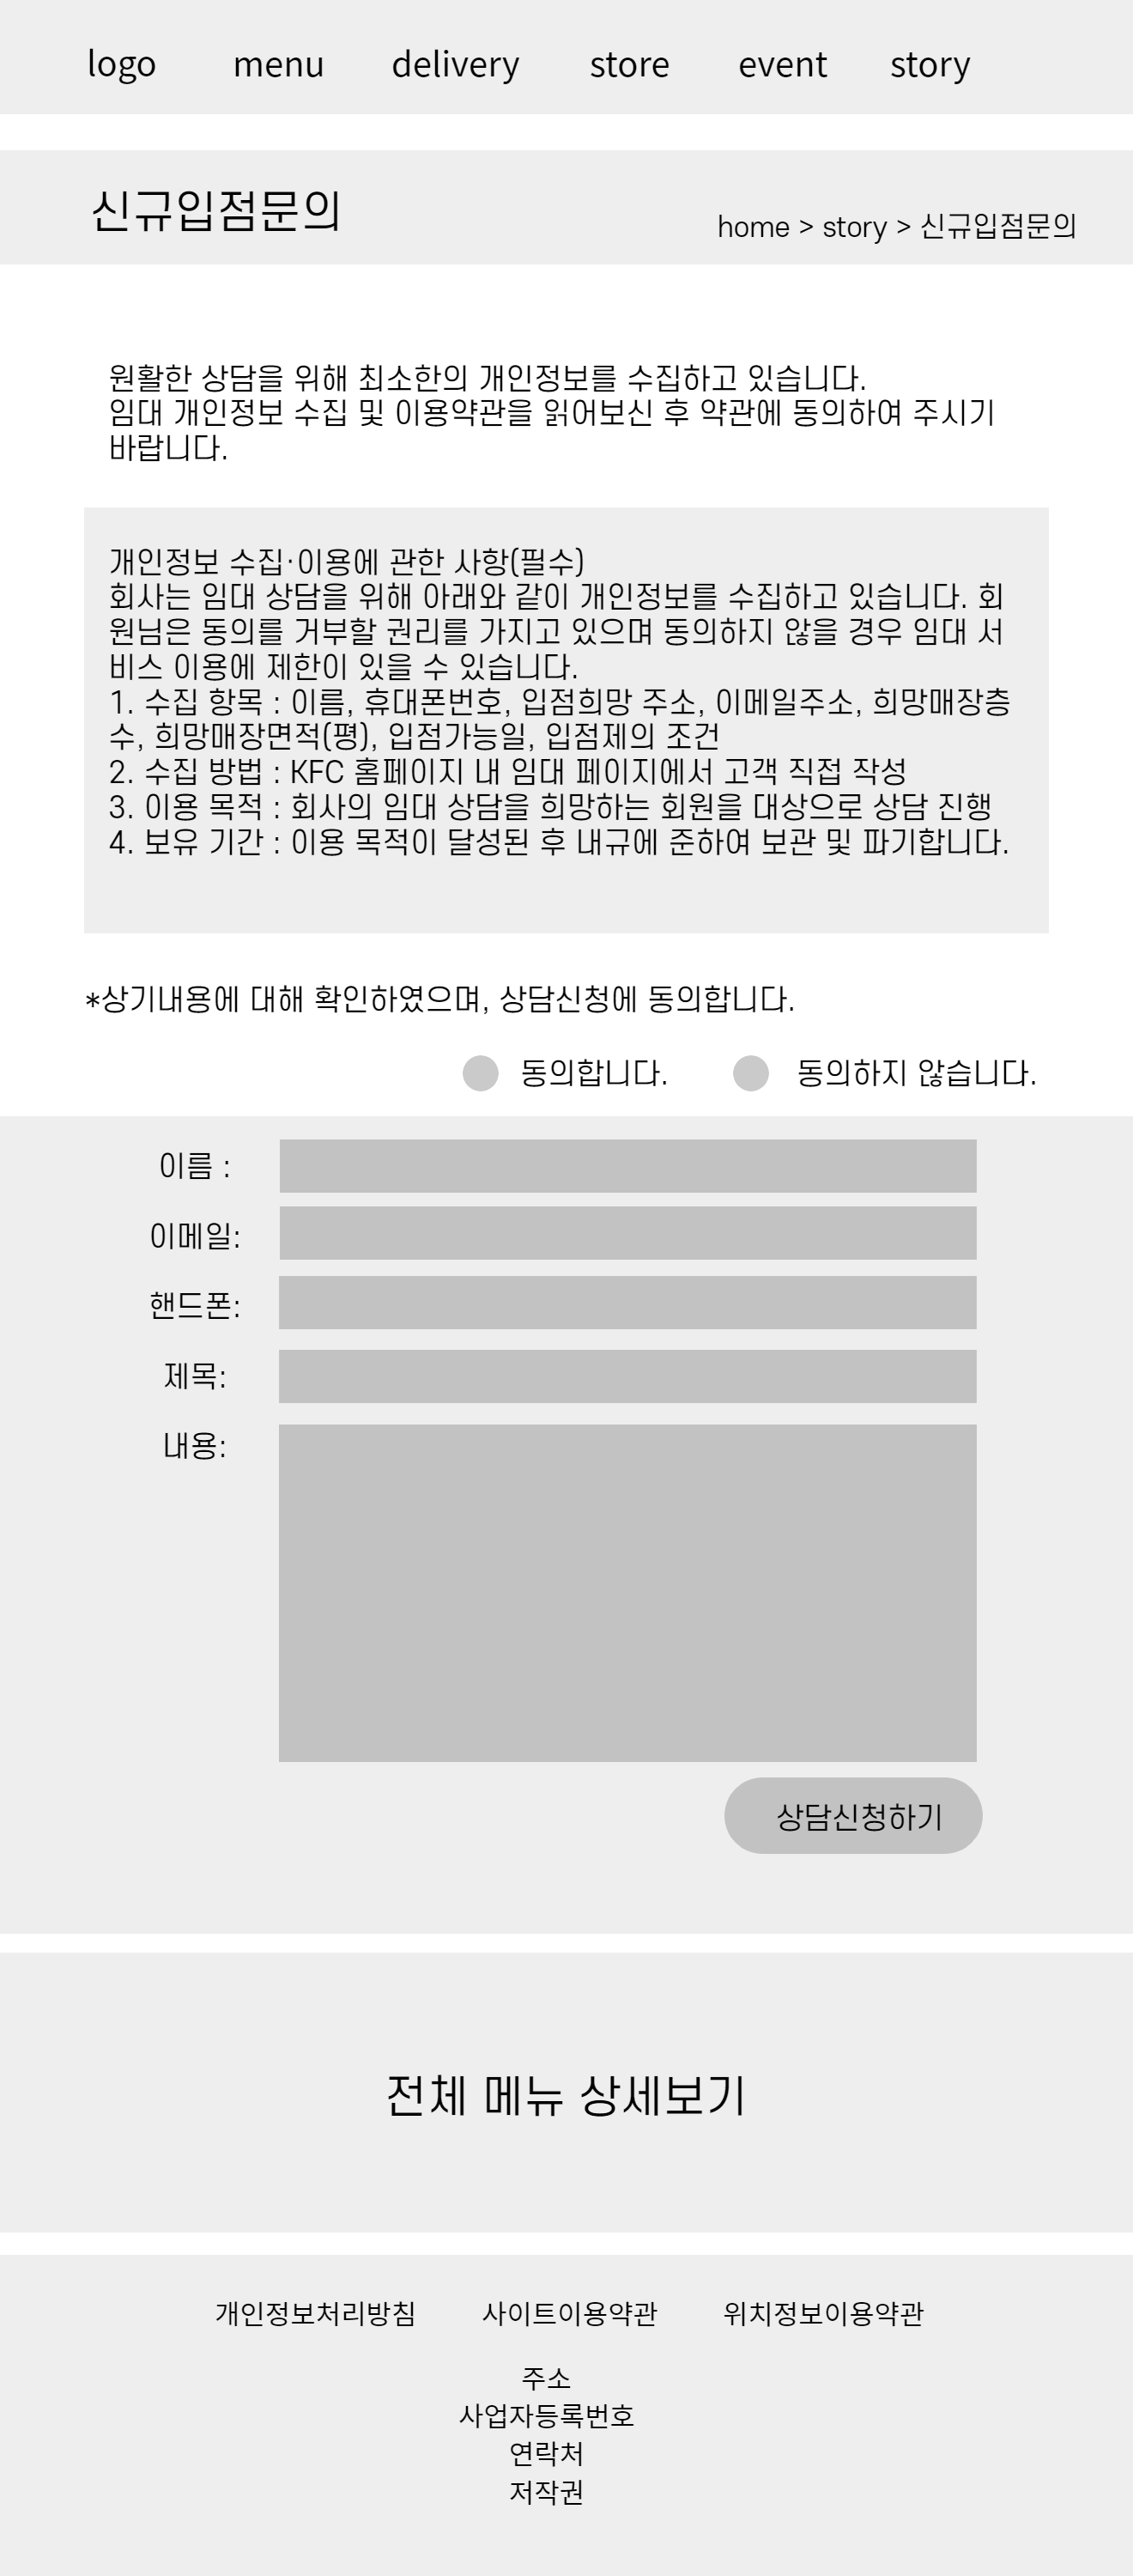 logo menu delivery store event story
신규입점문의
home > story > 신규입점문의
원활한 상담을 위해 최소한의 개인정보를 수집하고 있습니다.
임대 개인정보 수집 및 이용약관을 읽어보신 후 약관에 동의하여 주시기
바랍니다.
개인정보 수집·이용에 관한 사항(필수)
회사는 임대 상담을 위해 아래와 같이 개인정보를 수집하고 있습니다. 회
원님은 동의를 거부할 권리를 가지고 있으며 동의하지 않을 경우 임대 서
비스 이용에 제한이 있을 수 있습니다.
1. 수집 항목 : 이름, 휴대폰번호, 입점희망 주소, 이메일주소, 희망매장층
수, 희망매장면적(평), 입점가능일, 입점제의 조건
2. 수집 방법 : KFC 홈페이지 내 임대 페이지에서 고객 직접 작성
3. 이용 목적 : 회사의 임대 상담을 희망하는 회원을 대상으로 상담 진행
4. 보유 기간 : 이용 목적이 달성된 후 내규에 준하여 보관 및 파기합니다.
*상기내용에 대해 확인하였으며, 상담신청에 동의합니다.
동의합니다. 동의하지 않습니다.
이름 :
이메일:
핸드폰:
제목:
내용:
상담신청하기
전체 메뉴 상세보기
개인정보처리방침 사이트이용약관 위치정보이용약관
주소
사업자등록번호
연락처
저작권